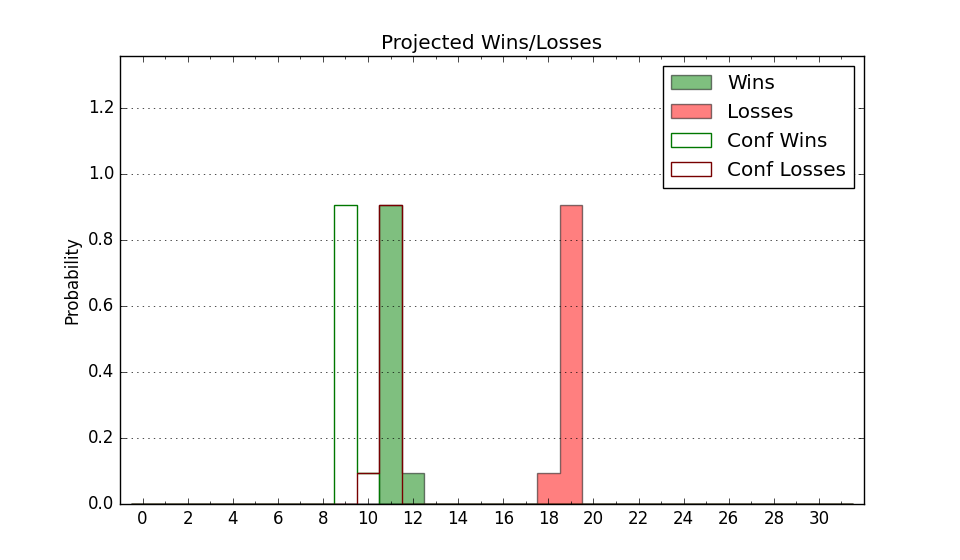 Projected Wins/Losses
Wins
Losses
Conf Wins
Conf Losses
Probability
1.2
1.0
0.8
0.6
0.4
0.2
0.0
0 2 4 6 8 10 12 14 16 18 20 22 24 26 28 30